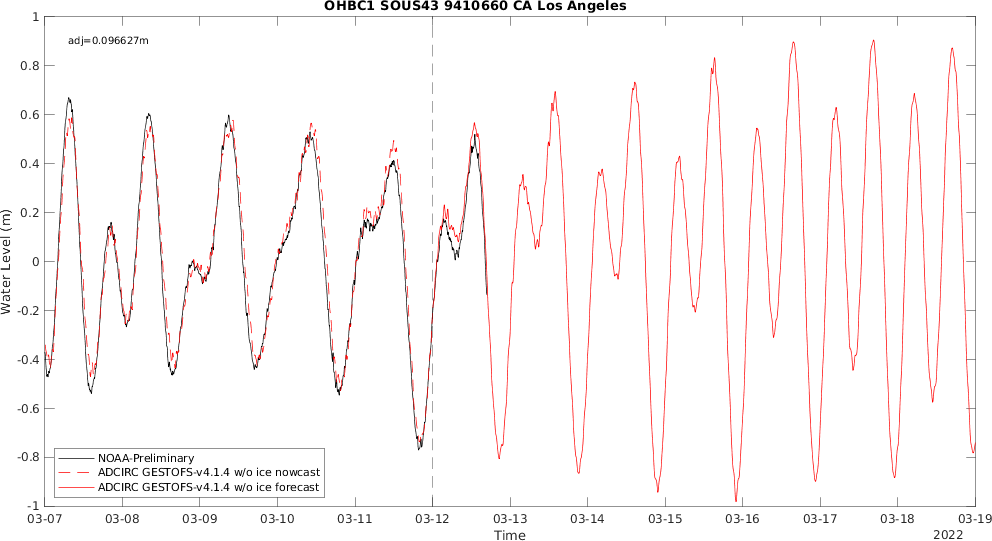 OHBC1 SOUS43 9410660 CA Los Angeles
adj=0.096627m
1
0.8
0.6
0.4
0.2
0
-0.2
-0.4
-0.6
-0.8
-1
Water Level (m)
NOAA-Preliminary
ADCIRC GESTOFS-v4.1.4 w/o ice nowcast
ADCIRC GESTOFS-v4.1.4 w/o ice forecast
03-07 03-08 03-09 03-10 03-11 03-12 03-13 03-14 03-15 03-16 03-17 03-18 03-19
Time
2022